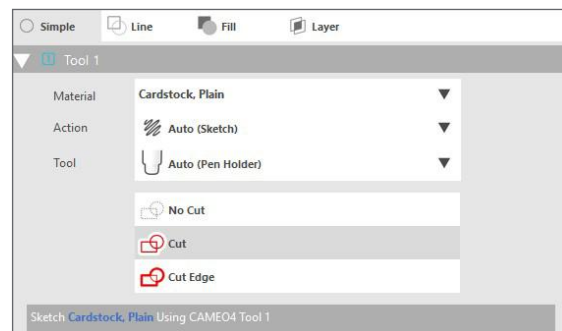 Simple Line Fill Layer
1 Tool 1
Material Cardstock, Plain
Action Auto (Sketch)
Tool Auto (Pen Holder)
No Cut
Cut
Cut Edge
Sketch Cardstock, Plain Using CAMEO4 Tool 1